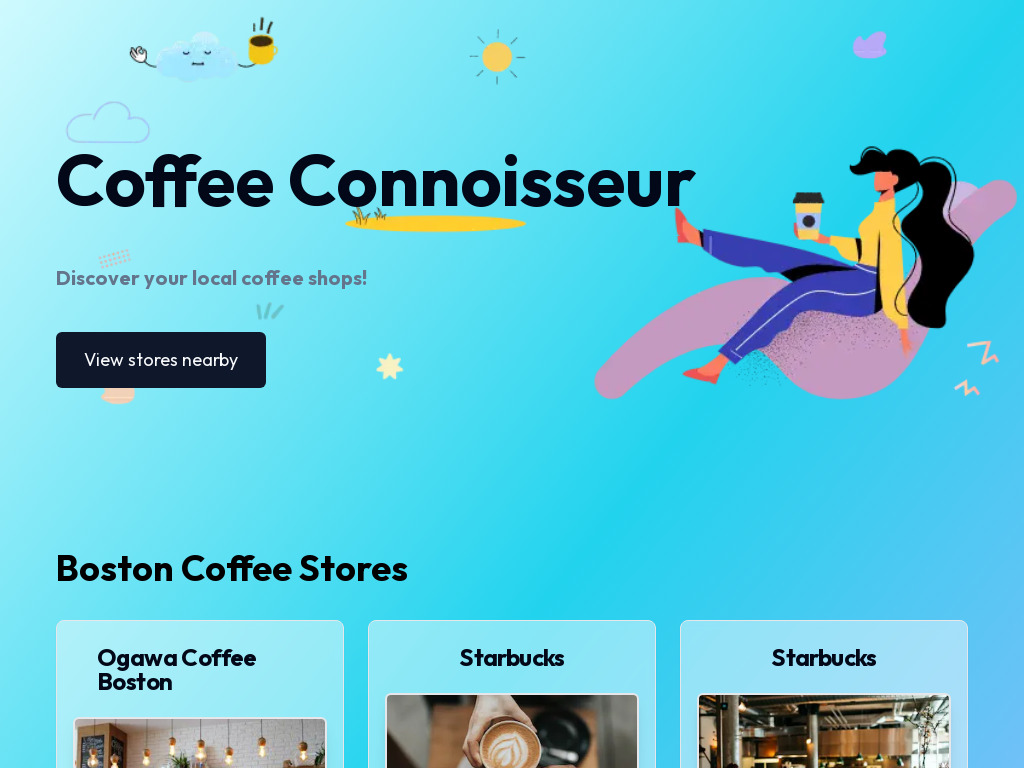 Coffee Connoisseur
Discover your local coffee shops!
View stores nearby
Boston Coffee Stores
Ogawa Coffee
Boston
Starbucks
Starbucks